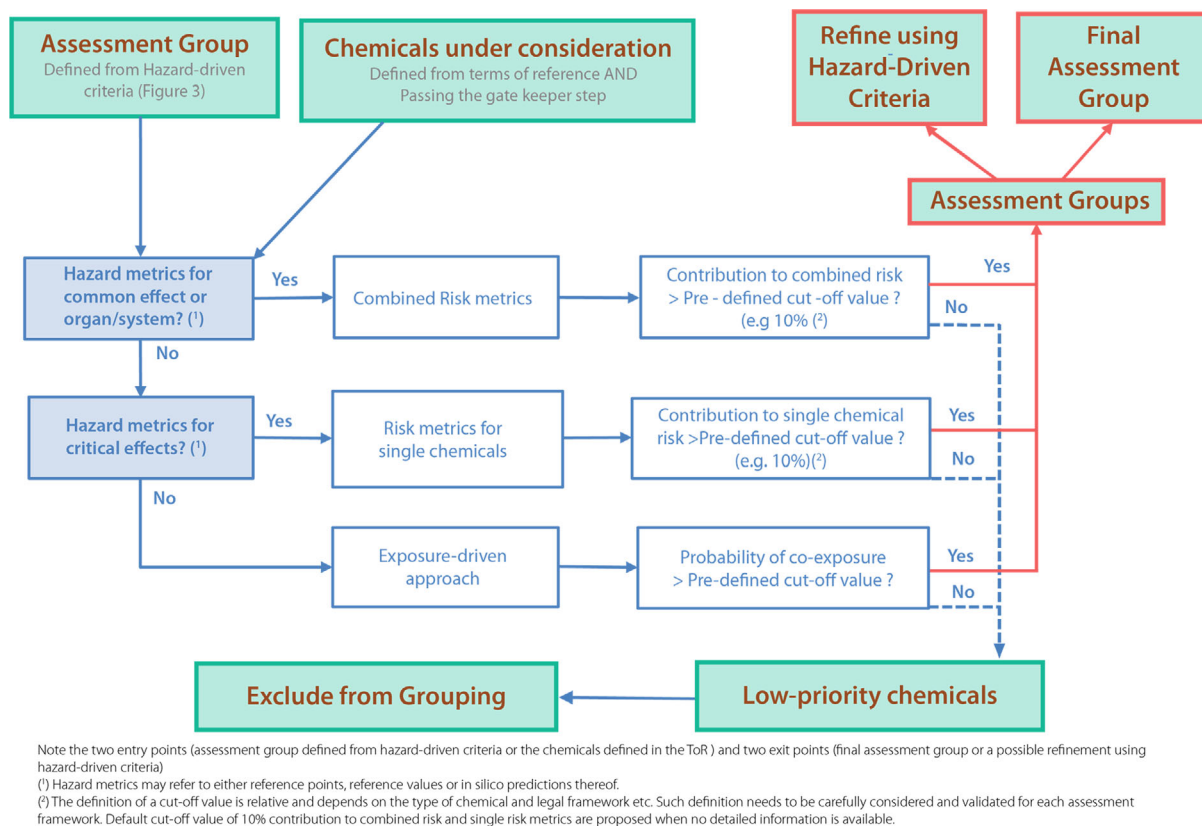 Assessment Group
Defined from Hazard-driven
criteria (Figure 3)
Chemicals under consideration
Defined from terms of reference AND
Passing the gate keeper step
Refine using
Hazard-Driven
Criteria
Final
Assessment
Group
Assessment Groups
Hazard metrics for
common effect or
organ/system? (¹)
Yes
Combined Risk metrics
Contribution to combined risk
> Pre - defined cut -off value ?
(e.g 10% (²)
Yes
No
No
Hazard metrics for
critical effects? (¹)
Yes
Risk metrics for
single chemicals
Contribution to single chemical
risk >Pre-defined cut-off value ?
(e.g. 10%)(²)
Yes
No
No
Exposure-driven
approach
Probability of co-exposure
> Pre-defined cut-off value ?
Yes
No
Exclude from Grouping
Low-priority chemicals
Note the two entry points (assessment group defined from hazard-driven criteria or the chemicals defined in the ToR ) and two exit points (final assessment group or a possible refinement using
hazard-driven criteria)
(¹) Hazard metrics may refer to either reference points, reference values or in silico predictions thereof.
(²) The definition of a cut-off value is relative and depends on the type of chemical and legal framework etc. Such definition needs to be carefully considered and validated for each assessment
framework. Default cut-off value of 10% contribution to combined risk and single risk metrics are proposed when no detailed information is available.